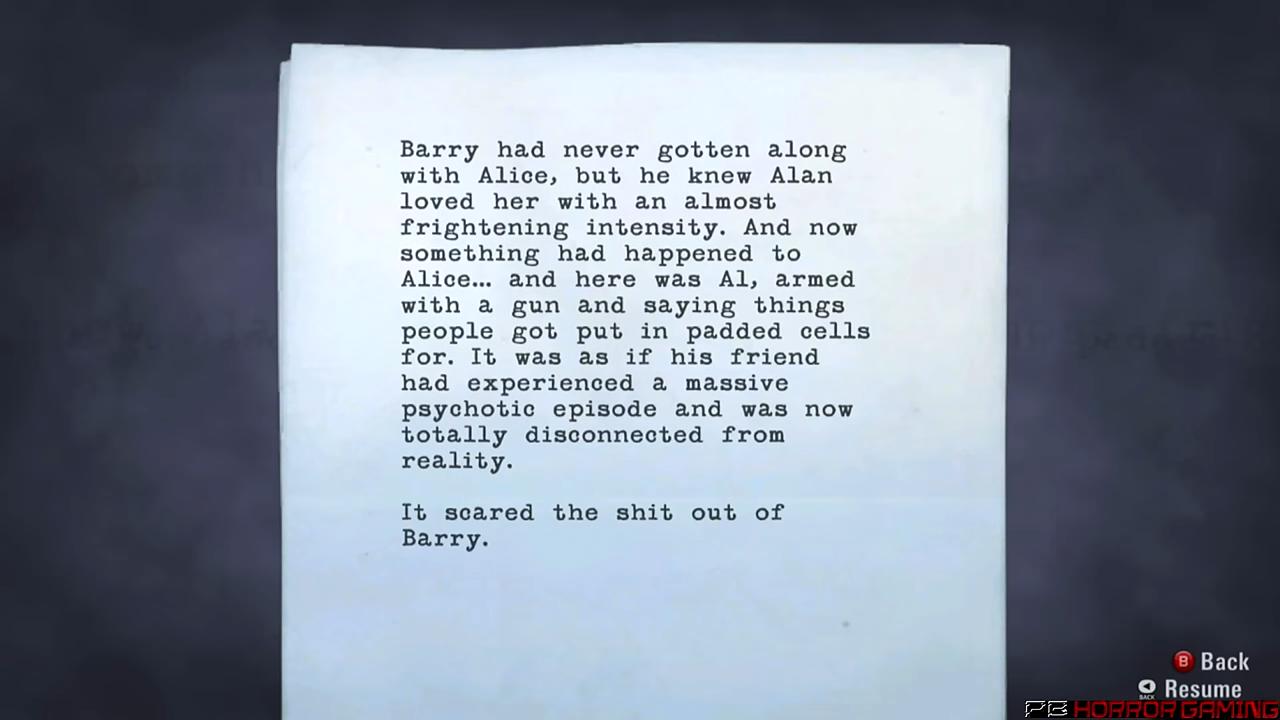 Barry had never gotten along
with Alice, but he knew Alan
loved her with an almost
frightening intensity. And now
something had happened to
Alice... and here was Al, armed
with a gun and saying things
people got put in padded cells
for. It was as if his friend
had experienced a massive
psychotic episode and was now
totally disconnected from
reality.
It scared the shit out of
Barry.
B Back
Resume
HORROR GAMING